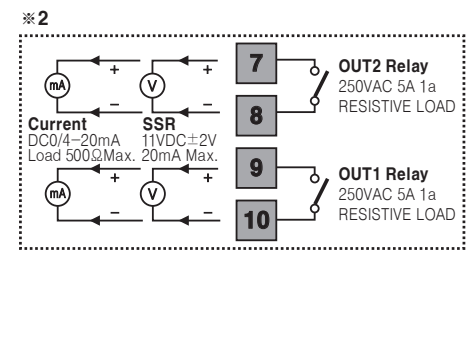 ※2
+ + 7
mA V
OUT2 Relay
250VAC 5A 1a
RESISTIVE LOAD
− − 8
Current SSR
DC0/4−20mA 11VDC±2V
Load 500ΩMax. 20mA Max.
+ + 9
mA V
OUT1 Relay
250VAC 5A 1a
RESISTIVE LOAD
− − 10